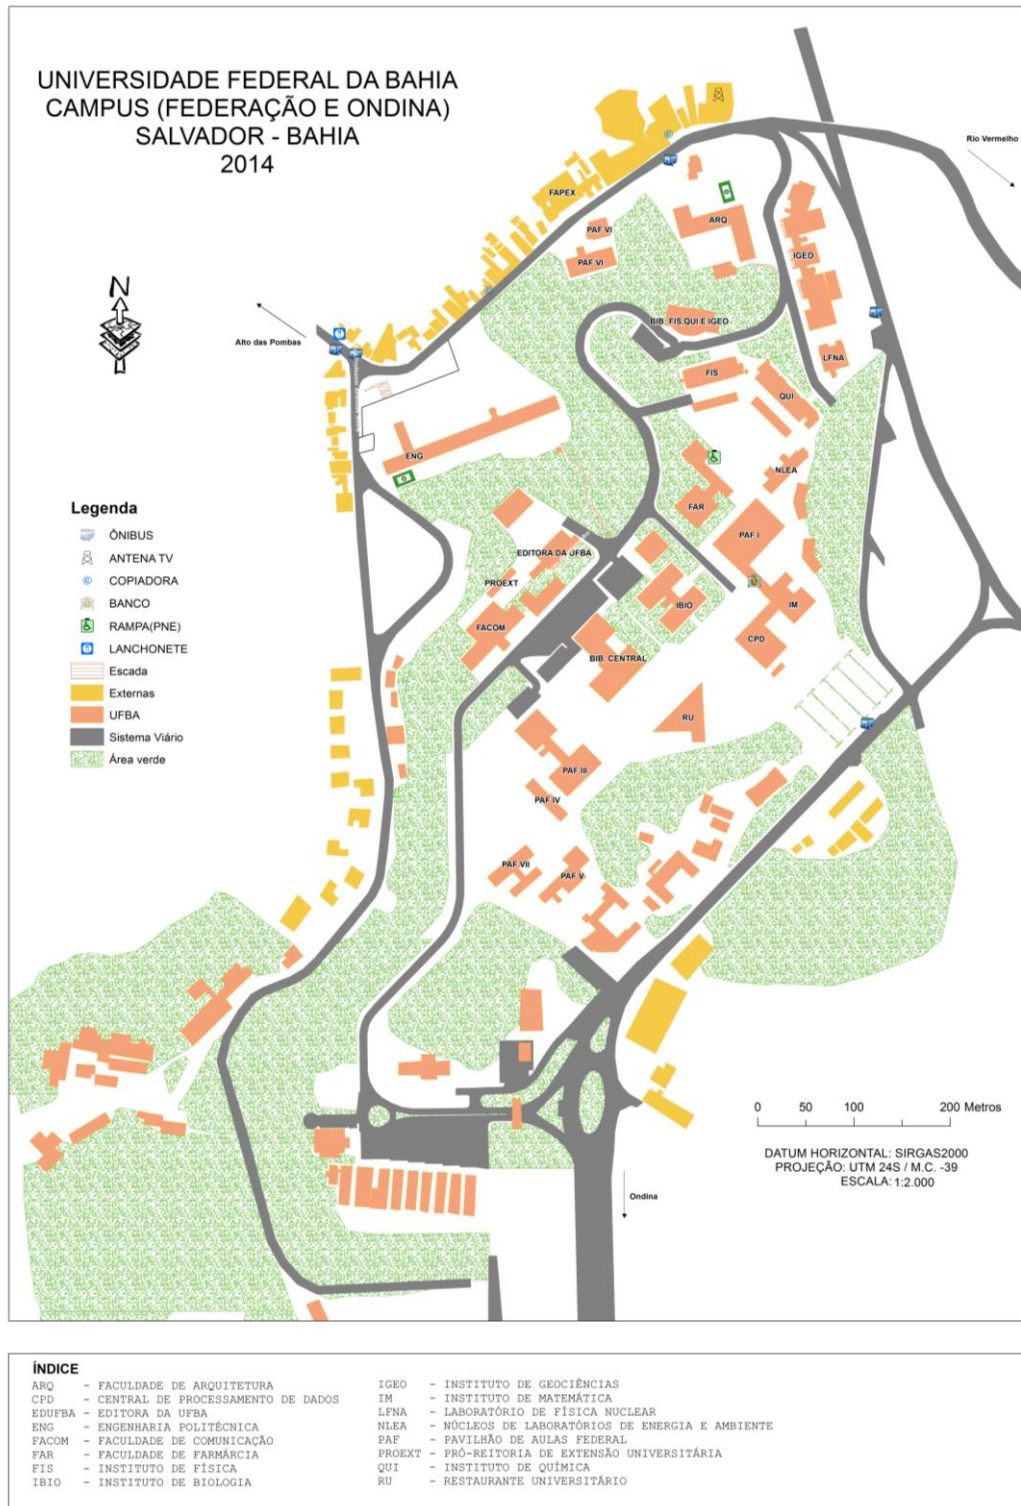 UNIVERSIDADE FEDERAL DA BAHIA
CAMPUS (FEDERAÇÃO E ONDINA)
SALVADOR - BAHIA
2014
Rio Vermelho
FAPEX
ARQ
PAF VI
PAF VI
IGEO
N
BIB. FIS,QUI E IGEO
Alto das Pombas
LFNA
FIS
QUI
ENG
NLEA
FAR
PAF I
EDITORA DA UFBA
PROEXT
IBIO
IM
FACOM
CPD
BIB. CENTRAL
RU
PAF III
PAF IV
PAF VII
PAF V
Legenda
ÔNIBUS
ANTENA TV
COPIADORA
BANCO
RAMPA(PNE)
LANCHONETE
Escada
Externas
UFBA
Sistema Viário
Área verde
0 50 100 200 Metros
DATUM HORIZONTAL: SIRGAS2000
PROJEÇÃO: UTM 24S / M.C. -39
ESCALA: 1:2.000
Ondina
ÍNDICE
ARQ - FACULDADE DE ARQUITETURA
CPD - CENTRAL DE PROCESSAMENTO DE DADOS
EDUFBA - EDITORA DA UFBA
ENG - ENGENHARIA POLITÉCNICA
FACOM - FACULDADE DE COMUNICAÇÃO
FAR - FACULDADE DE FARMÁRCIA
FIS - INSTITUTO DE FÍSICA
IBIO - INSTITUTO DE BIOLOGIA
IGEO - INSTITUTO DE GEOCIÊNCIAS
IM - INSTITUTO DE MATEMÁTICA
LFNA - LABORATÓRIO DE FÍSICA NUCLEAR
NLEA - NÚCLEOS DE LABORATÓRIOS DE ENERGIA E AMBIENTE
PAF - PAVILHÃO DE AULAS FEDERAL
PROEXT - PRÓ-REITORIA DE EXTENSÃO UNIVERSITÁRIA
QUI - INSTITUTO DE QUÍMICA
RU - RESTAURANTE UNIVERSITÁRIO